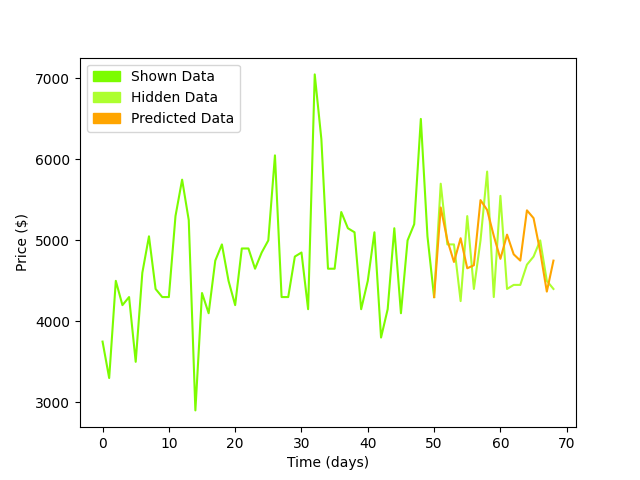 Shown Data
Hidden Data
Predicted Data
7000
6000
5000
4000
3000
Price ($)
0 10 20 30 40 50 60 70
Time (days)